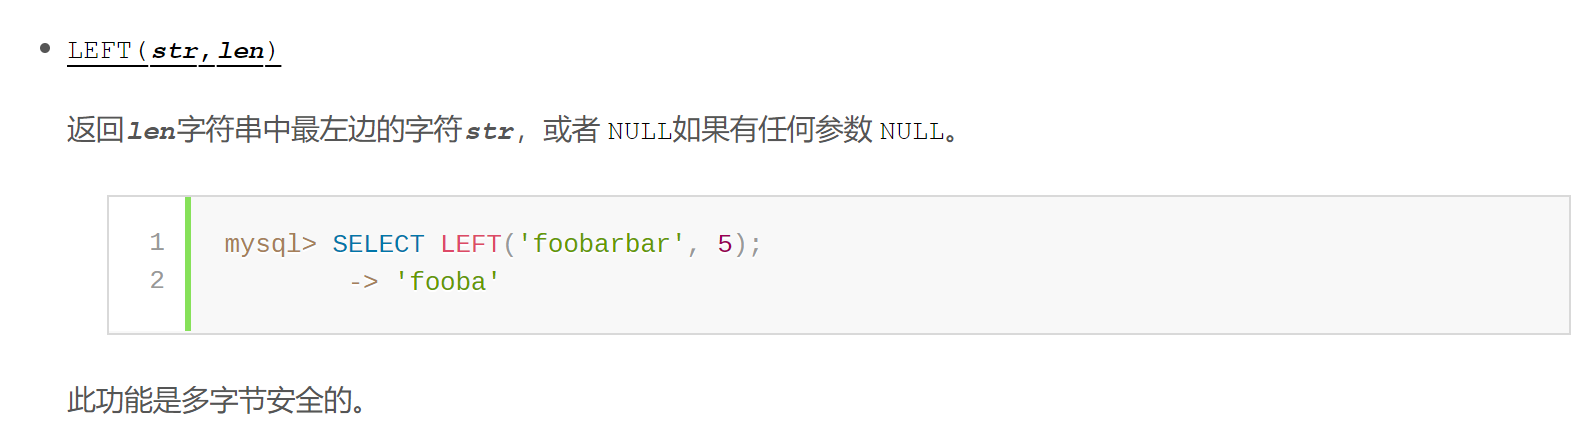 LEFT(str,len)
返回len字符串中最左边的字符str，或者 NULL如果有任何参数 NULL。
1 mysql> SELECT LEFT('foobarbar', 5);
2 -> 'fooba'
此功能是多字节安全的。